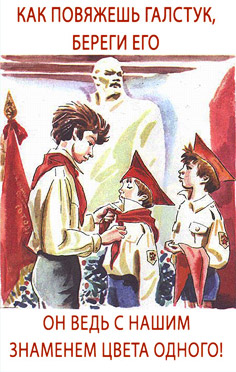 КАК ПОВЯЖЕШЬ ГАЛСТУК,
БЕРЕГИ ЕГО
ОН ВЕДЬ С НАШИМ
ЗНАМЕНЕМ ЦВЕТА ОДНОГО!